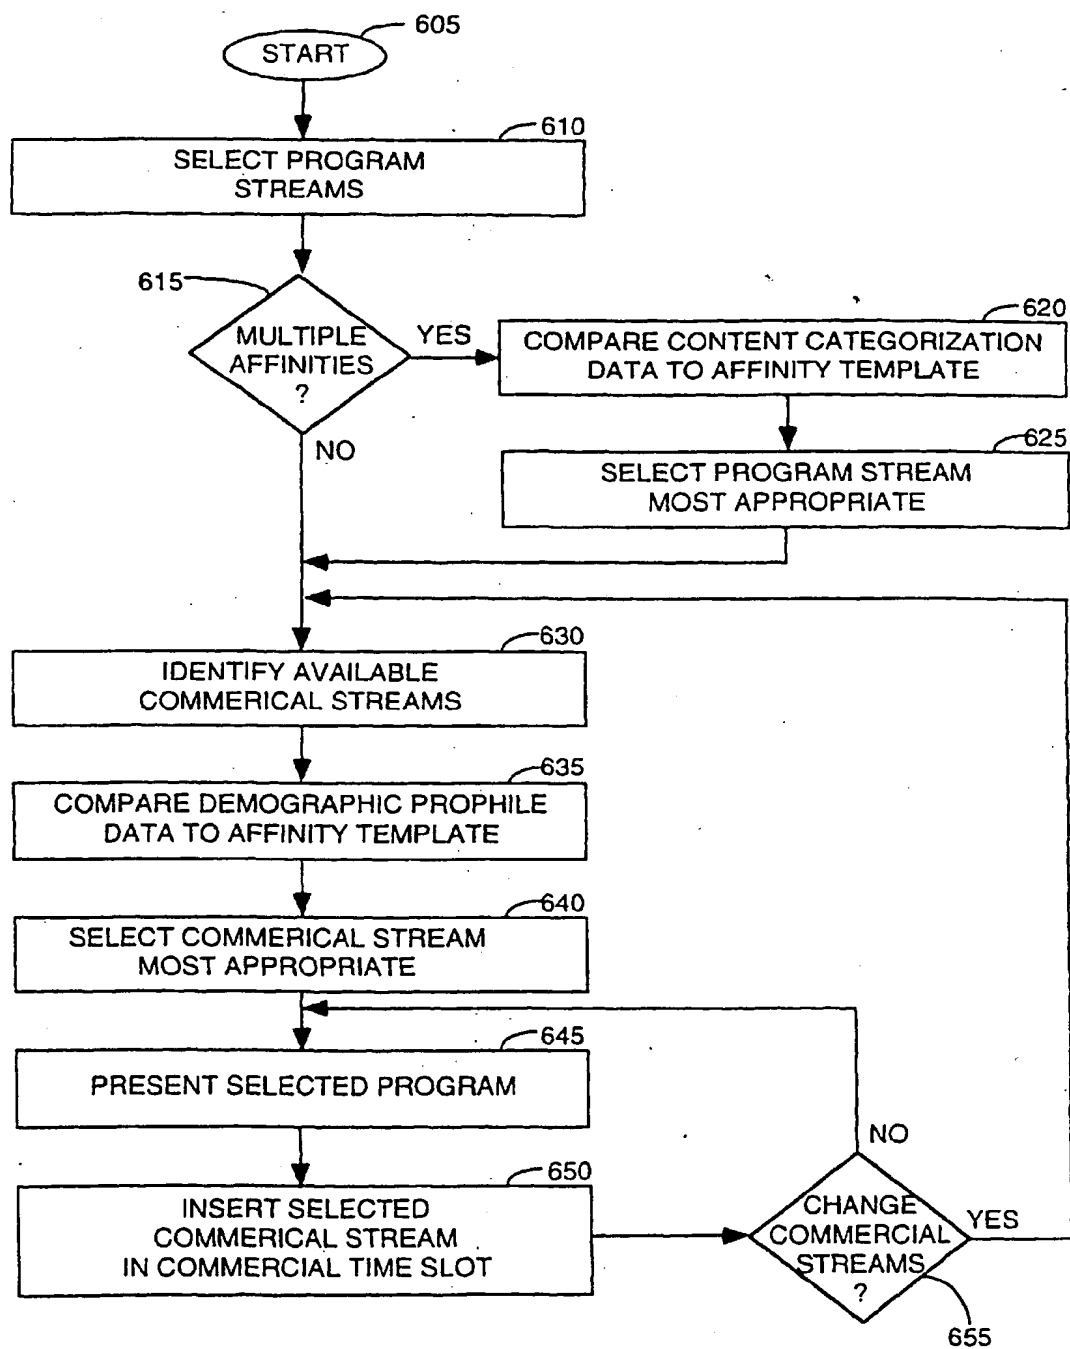 605
START
610
SELECT PROGRAM
STREAMS
615
MULTIPLE
AFFINITIES
?
YES
NO
620
COMPARE CONTENT CATEGORIZATION
DATA TO AFFINITY TEMPLATE
625
SELECT PROGRAM STREAM
MOST APPROPRIATE
630
IDENTIFY AVAILABLE
COMMERICAL STREAMS
635
COMPARE DEMOGRAPHIC PROPHILE
DATA TO AFFINITY TEMPLATE
640
SELECT COMMERICAL STREAM
MOST APPROPRIATE
645
PRESENT SELECTED PROGRAM
650
INSERT SELECTED
COMMERICAL STREAM
IN COMMERCIAL TIME SLOT
NO
CHANGE
COMMERCIAL
STREAMS
?
YES
655